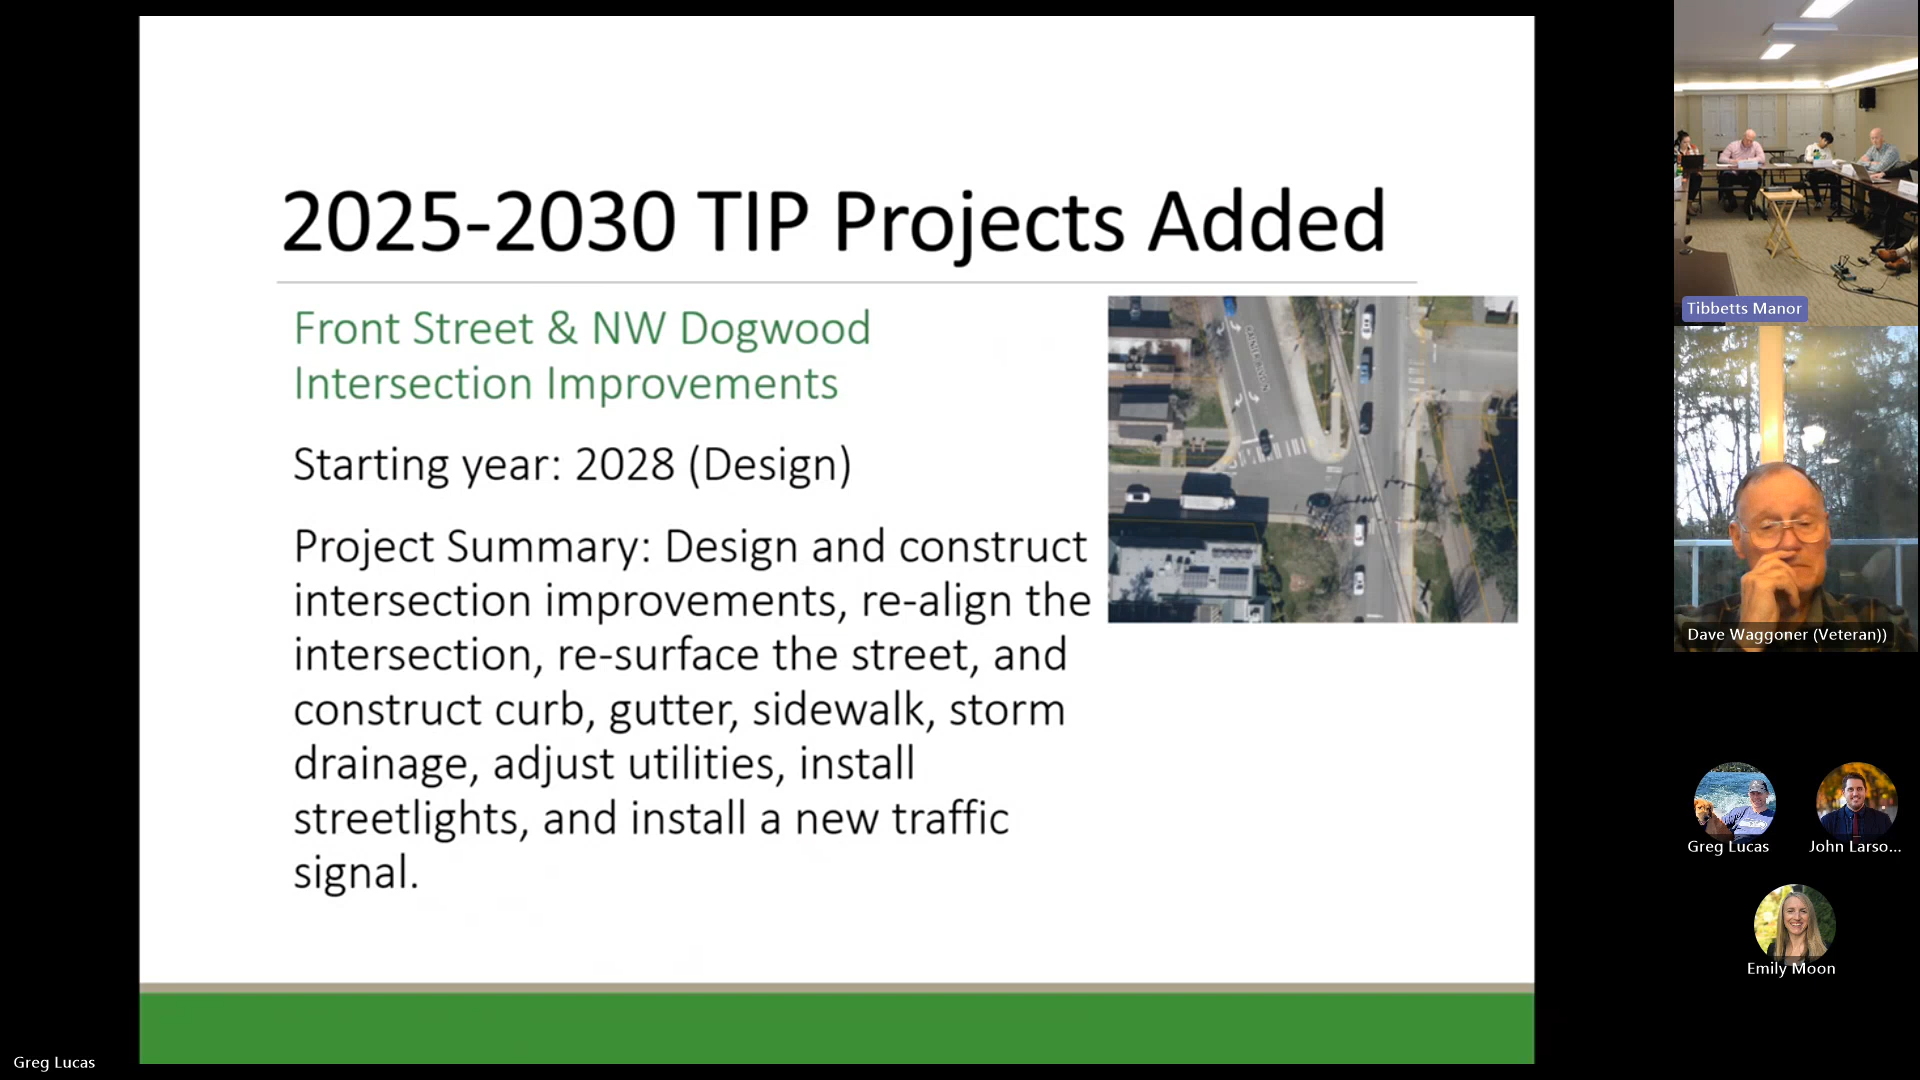 2025-2030 TIP Projects Added
Front Street & NW Dogwood
Intersection Improvements
Starting year: 2028 (Design)
Project Summary: Design and construct
intersection improvements, re-align the
intersection, re-surface the street, and
construct curb, gutter, sidewalk, storm
drainage, adjust utilities, install
streetlights, and install a new traffic
signal.
Tibbetts Manor
Dave Waggoner (Veteran))
Greg Lucas
John Larso...
Emily Moon
Greg Lucas